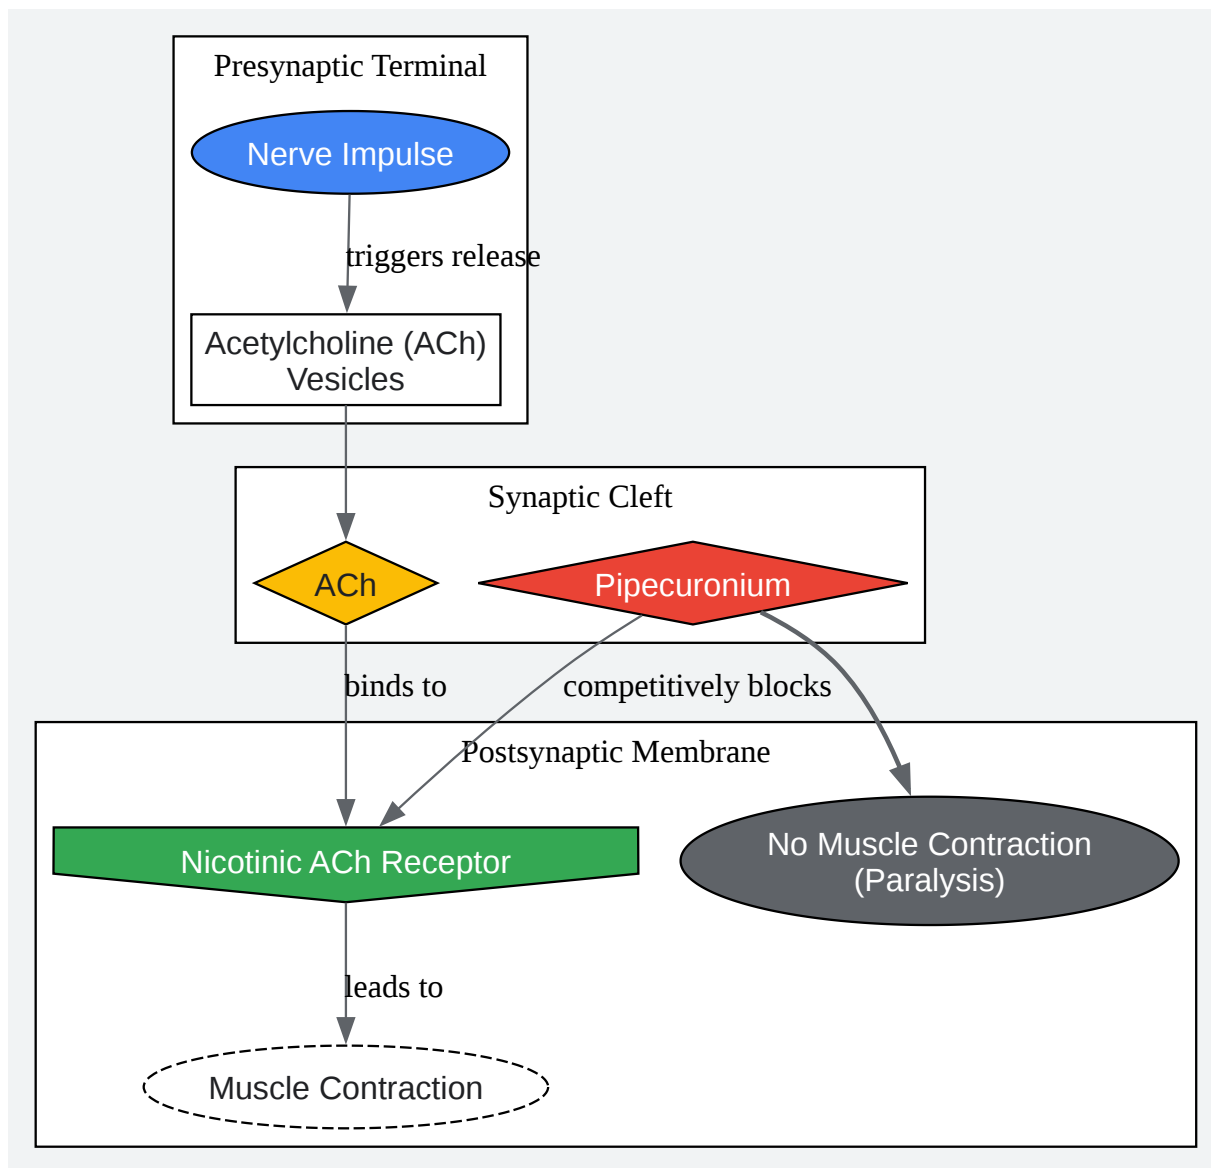 Presynaptic Terminal
Nerve Impulse
triggers release
Acetylcholine (ACh)
Vesicles
Synaptic Cleft
ACh
Pipecuronium
binds to
competitively blocks
Postsynaptic Membrane
Nicotinic ACh Receptor
No Muscle Contraction
(Paralysis)
leads to
Muscle Contraction